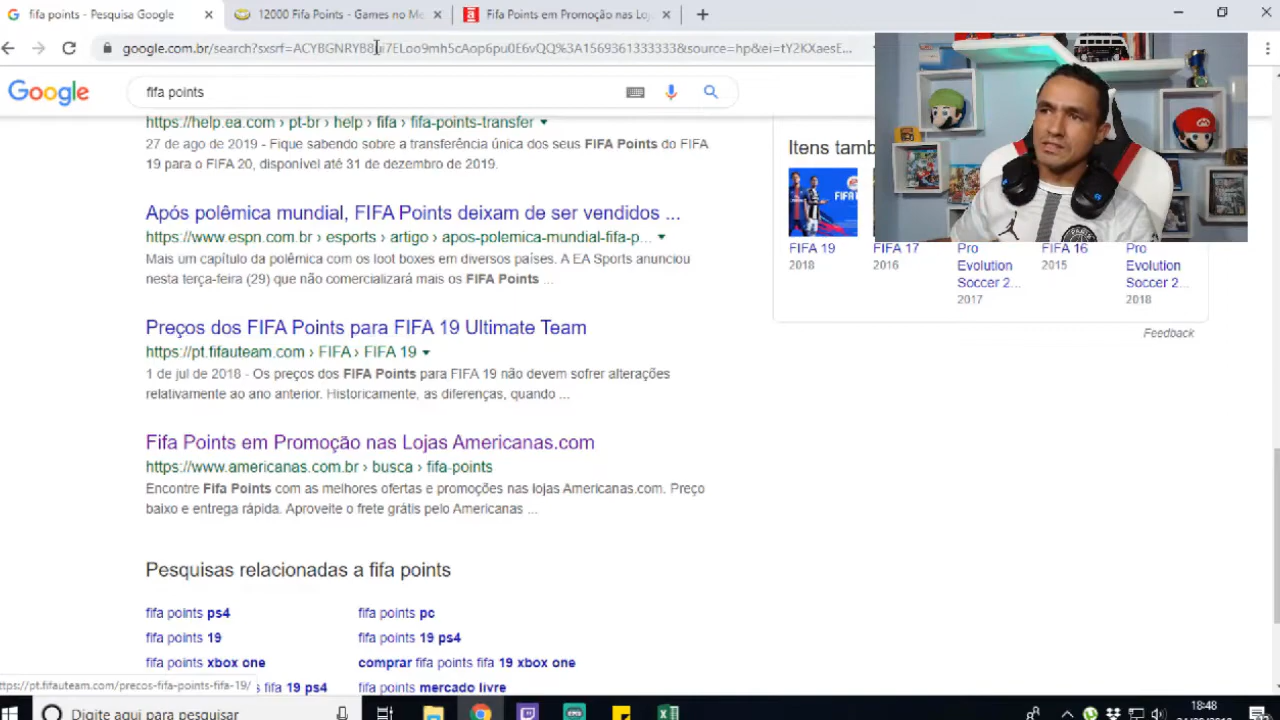 fifa points - Pesquisa Google
12000 Fifa Points - Games no Me
Fifa Points em Promoção nas Loj
Google
fifa points
https://help.ea.com › pt-br › help › fifa › fifa-points-transfer
27 de ago de 2019 - Fique sabendo sobre a transferência única dos seus FIFA Points do FIFA
19 para o FIFA 20, disponível até 31 de dezembro de 2019.
Após polêmica mundial, FIFA Points deixam de ser vendidos ...
https://www.espn.com.br › esports › artigo › apos-polemica-mundial-fifa-p...
Mais um capítulo da polêmica com as loot boxes em diversos países. A EA Sports anunciou
nesta terça-feira (29) que não comercializará mais os FIFA Points ...
Preços dos FIFA Points para FIFA 19 Ultimate Team
https://pt.fifauteam.com › FIFA › FIFA 19
1 de jul de 2018 - Os preços dos FIFA Points para FIFA 19 não devem sofrer alterações
relativamente ao ano anterior. Historicamente, as diferenças, quando ...
Fifa Points em Promoção nas Lojas Americanas.com
https://www.americanas.com.br › busca › fifa-points
Encontre Fifa Points com as melhores ofertas e promoções nas lojas Americanas.com. Preço
baixo e entrega rápida. Aproveite o frete grátis pelo Americanas ...
Pesquisas relacionadas a fifa points
fifa points ps4
fifa points pc
fifa points 19
fifa points 19 ps4
fifa points xbox one
comprar fifa points fifa 19 xbox one
s fifa 19 ps4
fifa points mercado livre
Itens tamb
FIFA 19
2018
FIFA 17
2016
Pro
Evolution
Soccer 2...
2017
FIFA 16
2015
Pro
Evolution
Soccer 2...
2018
Feedback
ttps://pt.fifauteam.com/precos-fifa-points-fifa-19/
Digite aqui para pesquisar
18:48